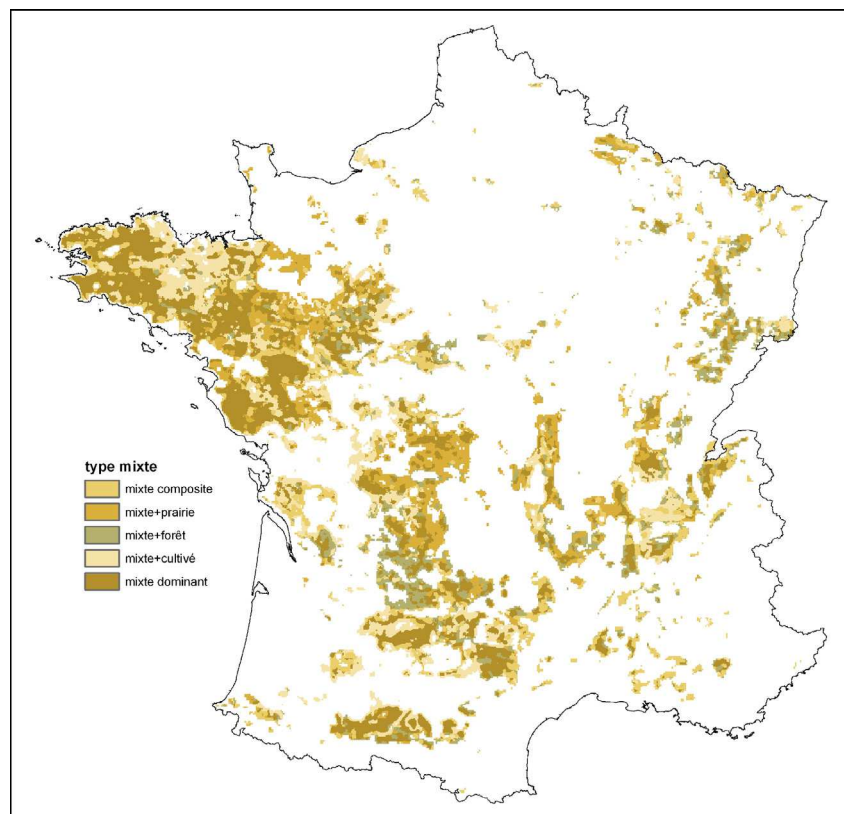 type mixte
mixte composite
mixte+prairie
mixte+forêt
mixte+cultivé
mixte dominant